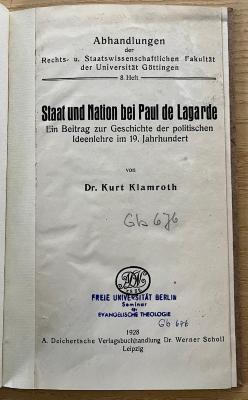 Abhandlungen
der
Rechts- u. Staatswissenschaftlichen Fakultät
der Universität Göttingen
8. Heft
Staat und Nation bei Paul de Lagarde
Ein Beitrag zur Geschichte der politischen
Ideenlehre im 19. Jahrhundert
von
Dr. Kurt Klamroth
Gb 676
FREIE UNIVERSITÄT BERLIN
Seminar
für
EVANGELISCHE THEOLOGIE
Gb 676
1928
A. Deichertsche Verlagsbuchhandlung Dr. Werner Scholl
Leipzig